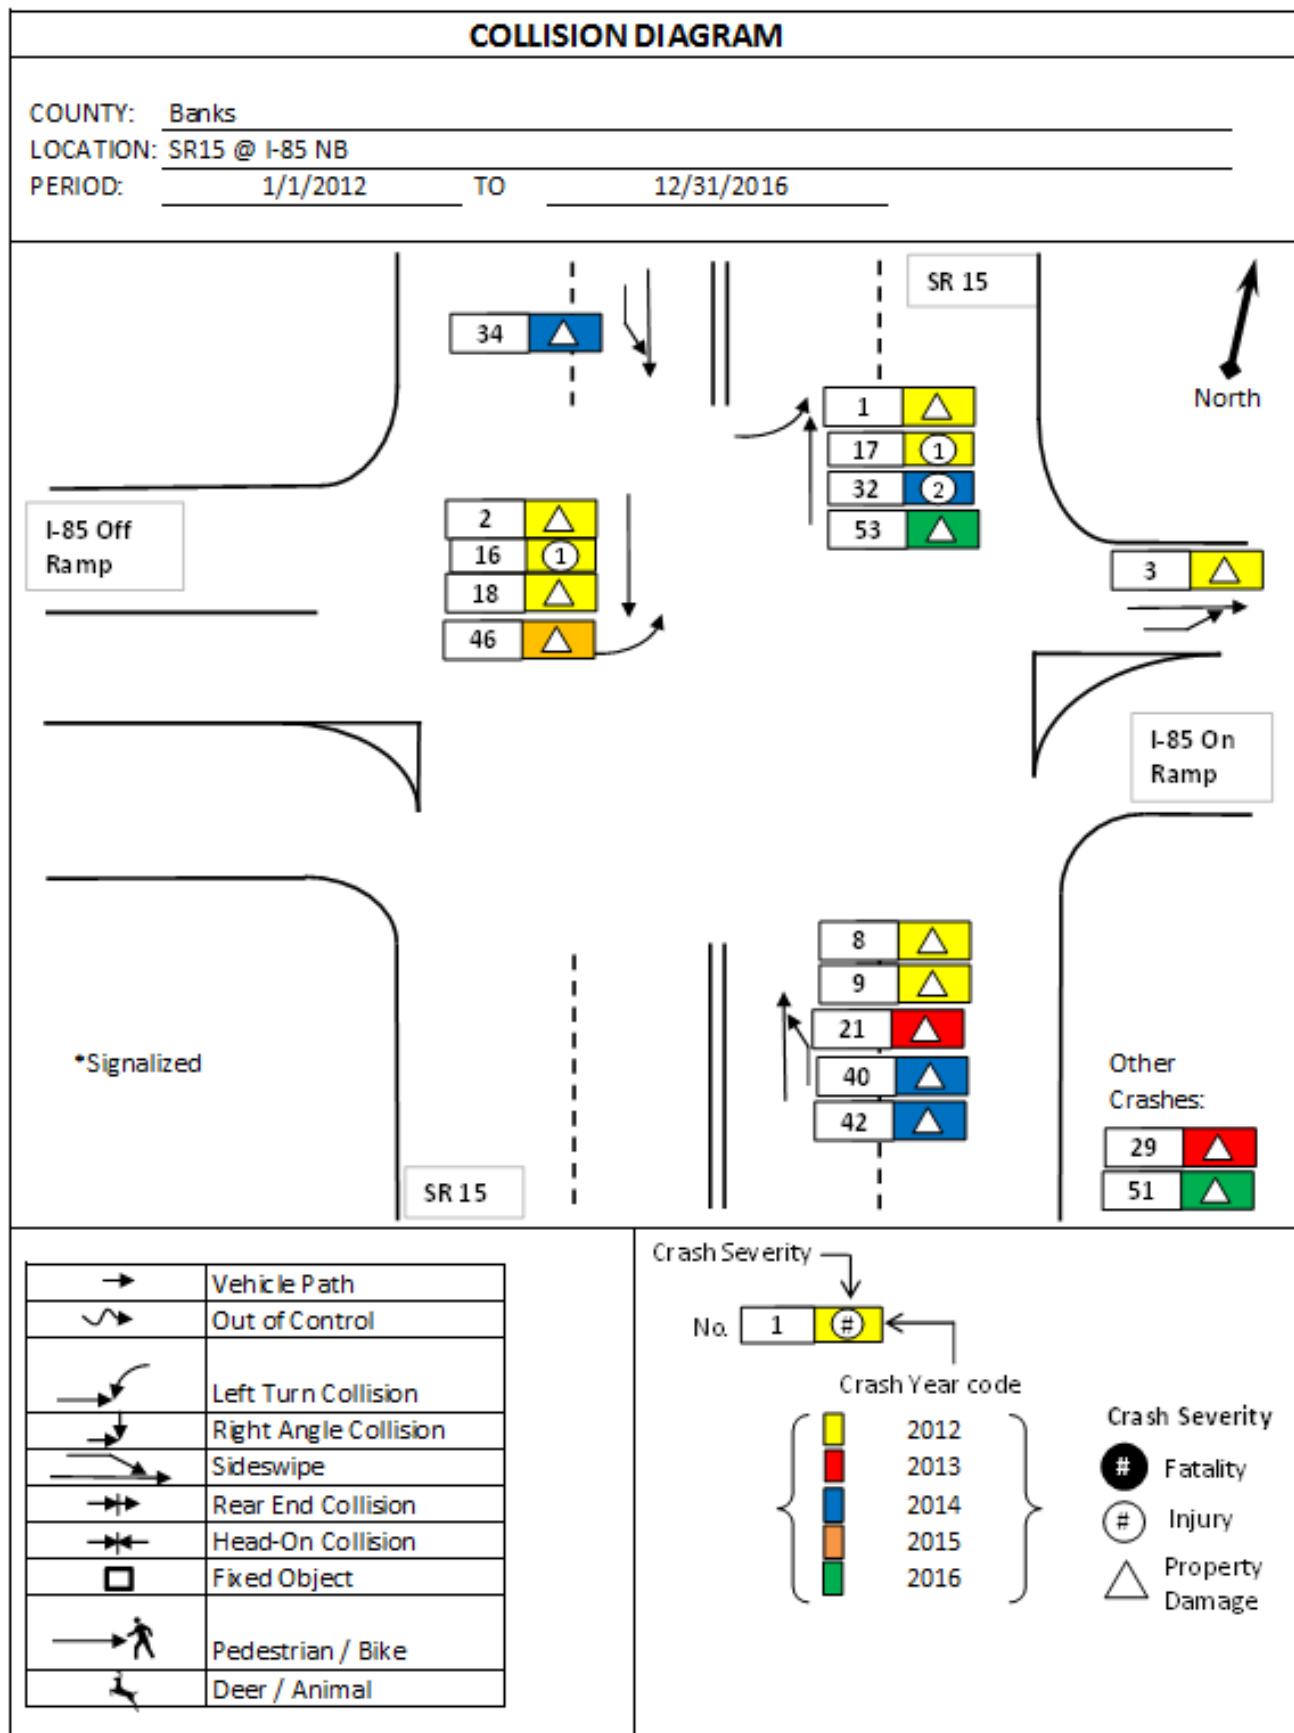 COLLISION DIAGRAM
COUNTY: Banks
LOCATION: SR15 @ I-85 NB
PERIOD: 1/1/2012 TO 12/31/2016
SR 15
34
North
1
17 1
32 2
53
I-85 Off
Ramp
2
16 1
18
46
3
I-85 On
Ramp
8
9
21
40
42
*Signalized
Other
Crashes:
29
51
SR 15
Vehicle Path
Out of Control
Left Turn Collision
Right Angle Collision
Sideswipe
Rear End Collision
Head-On Collision
Fixed Object
Pedestrian / Bike
Deer / Animal
Crash Severity
No. 1 #
Crash Year code
2012
2013
2014
2015
2016
Crash Severity
# Fatality
# Injury
Property
Damage